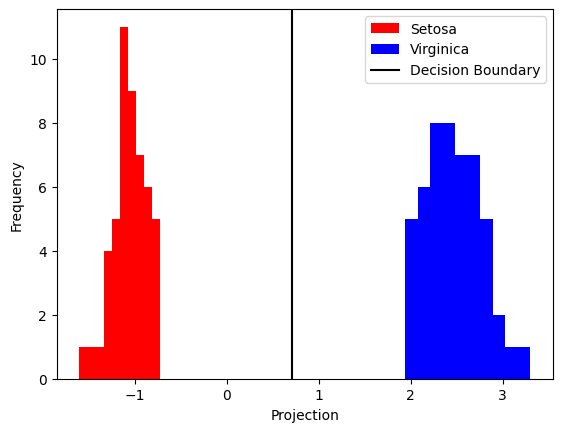 Setosa
Virginica
Decision Boundary
10
8
6
4
2
0
Frequency
−1
0
1
2
3
Projection